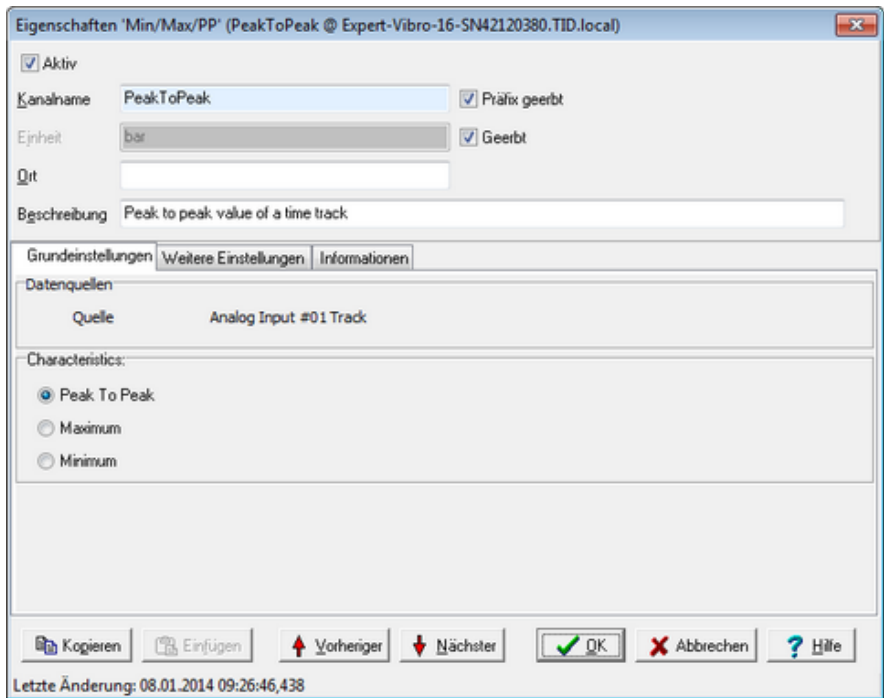 Eigenschaften 'Min/Max/PP' (PeakToPeak @ Expert-Vibro-16-SN42120380.TID.local)
Aktiv
Kanalname PeakToPeak Präfix geerbt
Einheit bar Geerbt
Ort
Beschreibung Peak to peak value of a time track
Grundeinstellungen Weitere Einstellungen Informationen
Datenquellen
Quelle Analog Input #01 Track
Characteristics:
Peak To Peak
Maximum
Minimum
Kopieren Einfügen Vorheriger Nächster OK Abbrechen Hilfe
Letzte Änderung: 08.01.2014 09:26:46,438